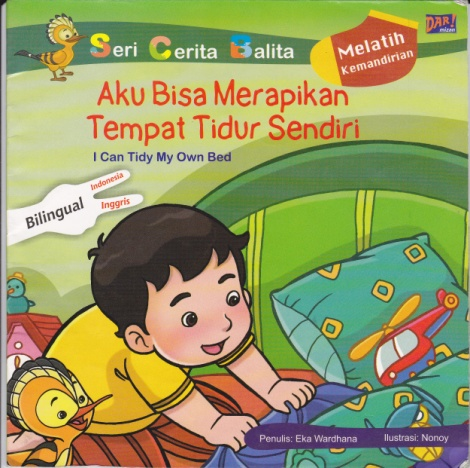 DAR!
mizan
Seri Cerita Balita
Melatih
Kemandirian
Aku Bisa Merapikan
Tempat Tidur Sendiri
I Can Tidy My Own Bed
Bilingual
Indonesia
Inggris
Penulis: Eka Wardhana
Ilustrasi: Nonoy